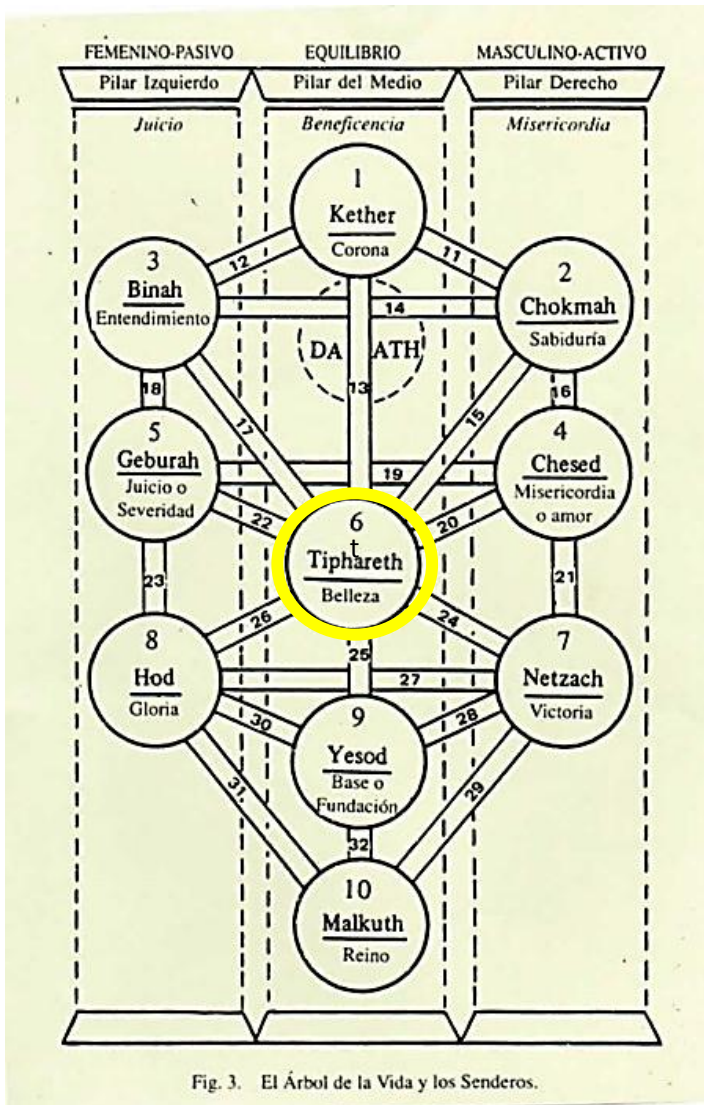 FEMENINO-PASIVO EQUILIBRIO MASCULINO-ACTIVO
Pilar Izquierdo Pilar del Medio Pilar Derecho
Juicio Beneficencia Misericordia
1
Kether
Corona
12 11
3
Binah
Entendimiento
2
Chokmah
Sabiduría
14
DA ATH
13
18 17 15 16
5
Geburah
Juicio o
Severidad
4
Chesed
Misericordia
o amor
19
22 20
6
t
Tiphareth
Belleza
23 21
26 24
25
8
Hod
Gloria
7
Netzach
Victoria
27
30 28
9
Yesod
Base o
Fundación
31 29
32
10
Malkuth
Reino
Fig. 3. El Árbol de la Vida y los Senderos.